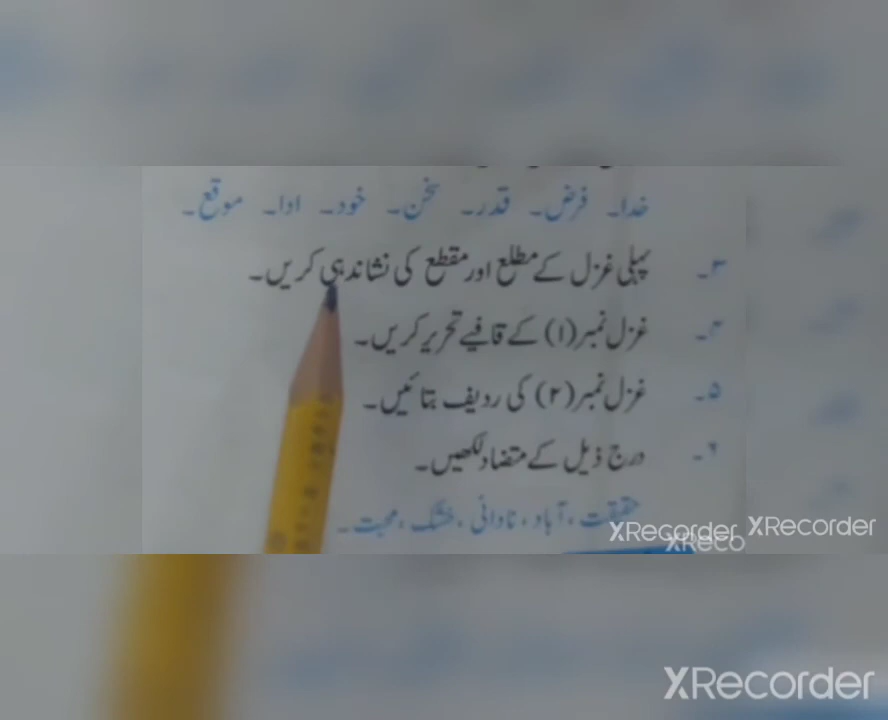 خدا۔ فرض۔ قدر۔ سخن۔ خود۔ ادا۔ موقع۔
۳۔ پہلی غزل کے مطلع اور مقطع کی نشاندہی کریں۔
۴۔ غزل نمبر (۱) کے قافیے تحریر کریں۔
۵۔ غزل نمبر (۲) کی ردیف بتائیں۔
۶۔ درج ذیل کے متضاد لکھیں۔
حقیقت، آباد، نادانی، خشک، محبت۔
XRecorder XRecorder
XReco
XRecorder